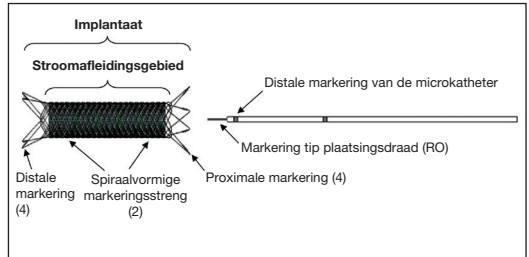 Implantaat
Stroomafleidingsgebied
Distale markering van de microkatheter
Markering tip plaatsingsdraad (RO)
Distale
markering
(4)
Spiraalvormige
markeringsstreng
(2)
Proximale markering (4)